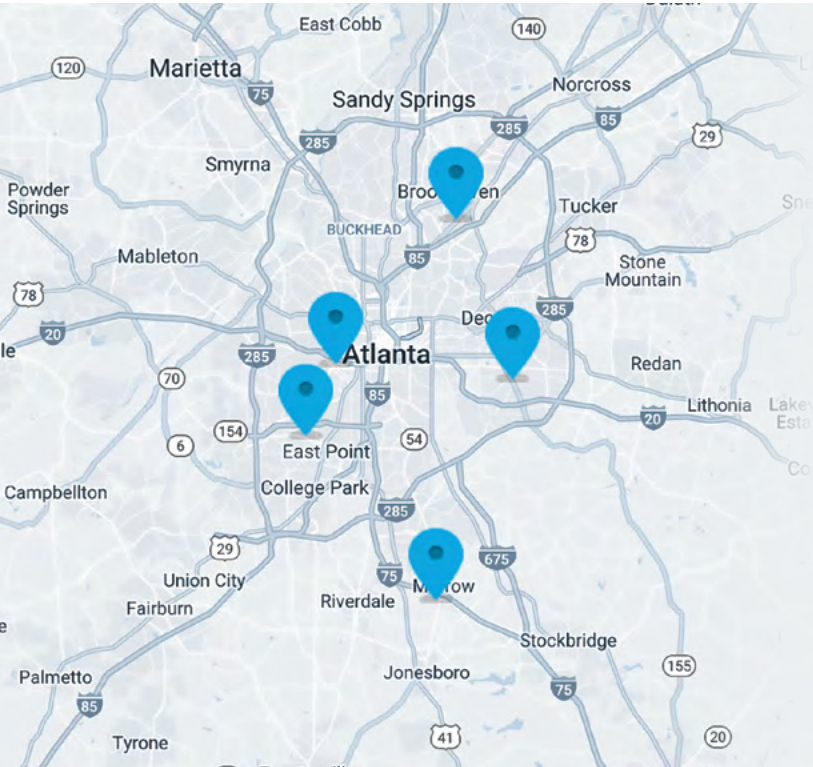 East Cobb
140
120
Marietta
75
Norcross
Sandy Springs
85
285
285
29
Smyrna
Powder
Springs
Tucker
BUCKHEAD
78
Mableton
85
Stone
Mountain
78
285
20
Atlanta
285
Redan
70
85
Lithonia
20
154
54
6
East Point
College Park
Campbellton
285
29
675
Union City
75
Riverdale
Fairburn
Stockbridge
155
Jonesboro
Palmetto
75
85
41
20
Tyrone